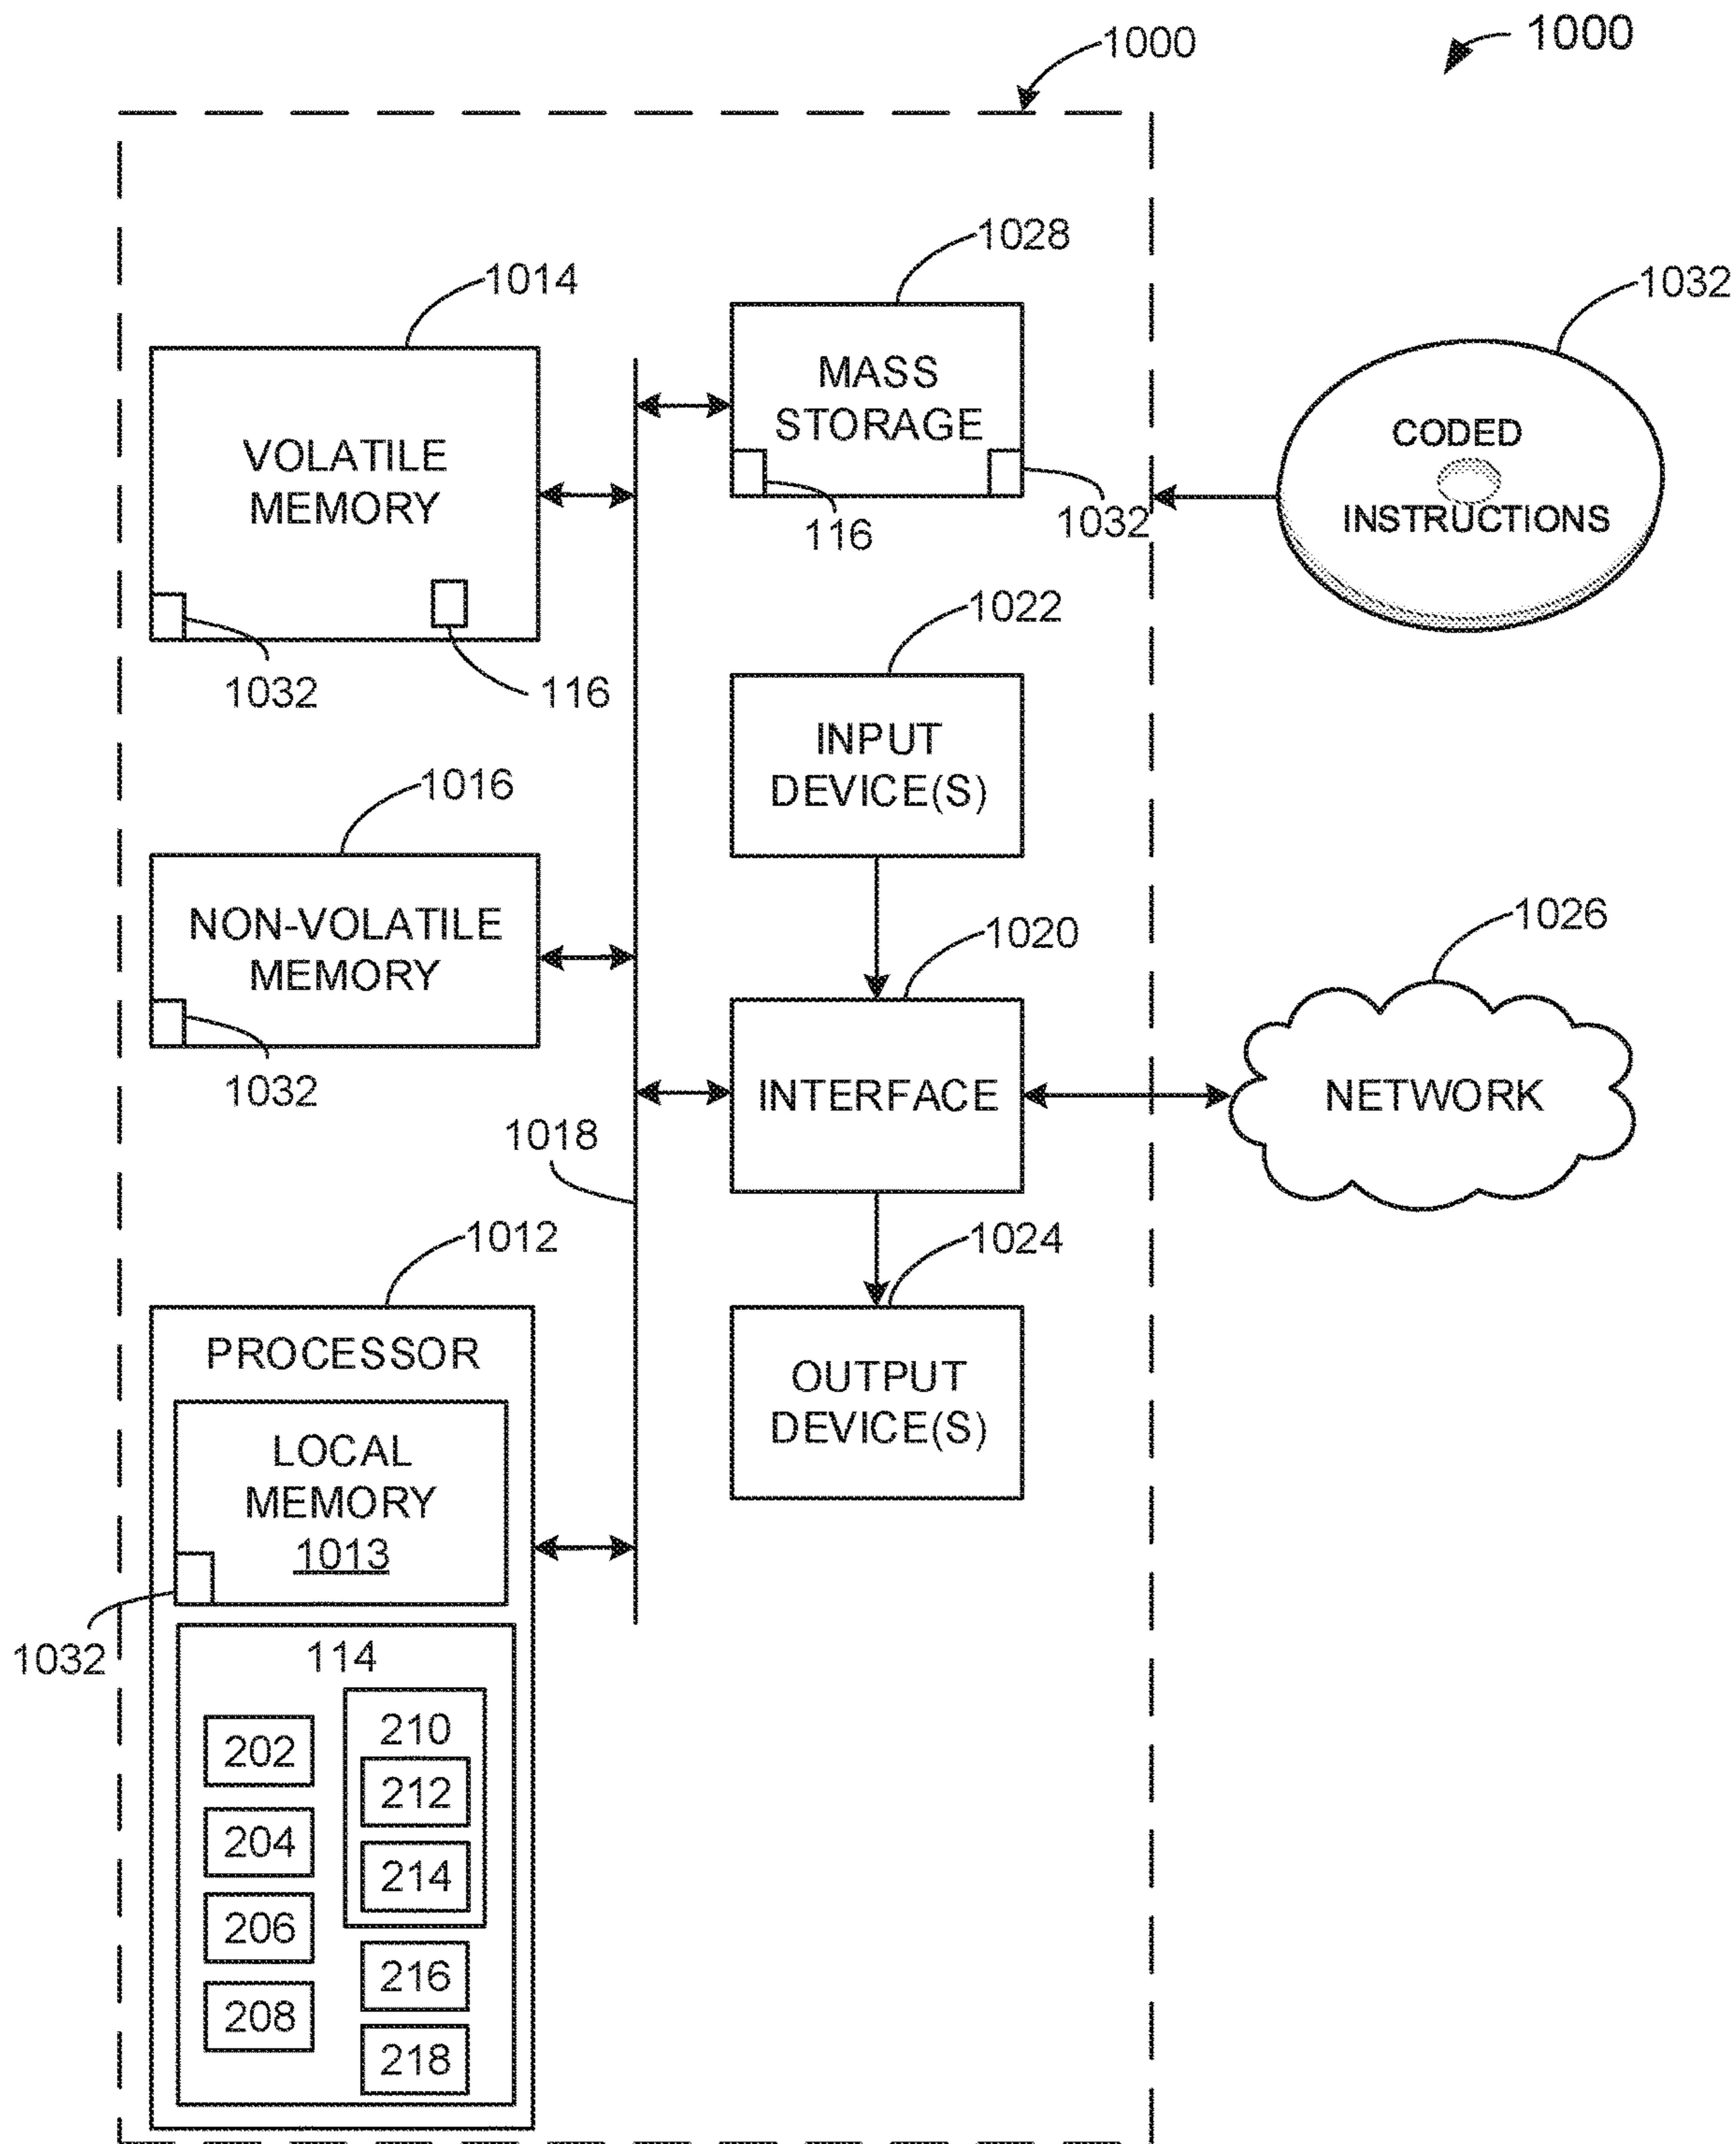 1000
1000
1028
1014
1032
MASS
STORAGE
CODED
INSTRUCTIONS
VOLATILE
MEMORY
116
1032
1032
116
1022
INPUT
DEVICE(S)
1016
NON-VOLATILE
MEMORY
1032
1020
1026
INTERFACE
NETWORK
1018
1012
1024
PROCESSOR
OUTPUT
DEVICE(S)
LOCAL
MEMORY
1013
1032
114
202
204
206
208
210
212
214
216
218